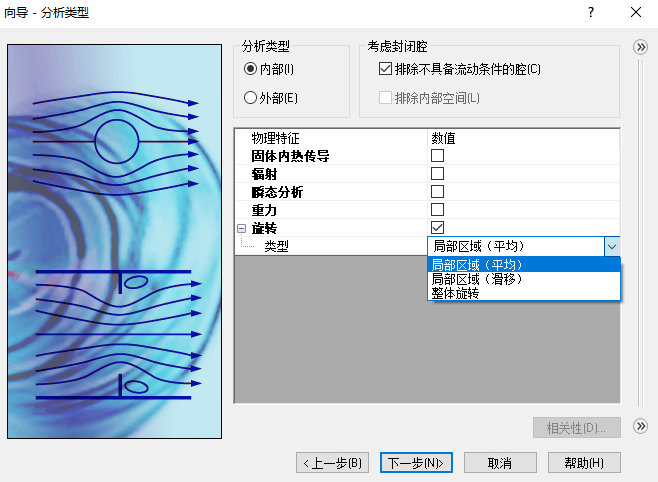 向导 - 分析类型
分析类型
内部(I)
外部(E)
考虑封闭腔
排除不具备流动条件的腔(C)
排除内部空间(L)
物理特征 数值
固体内热传导
辐射
瞬态分析
重力
旋转
类型 局部区域（平均）
局部区域（平均）
局部区域（滑移）
整体旋转
相关性(D)...
<上一步(B) 下一步(N)> 取消 帮助(H)